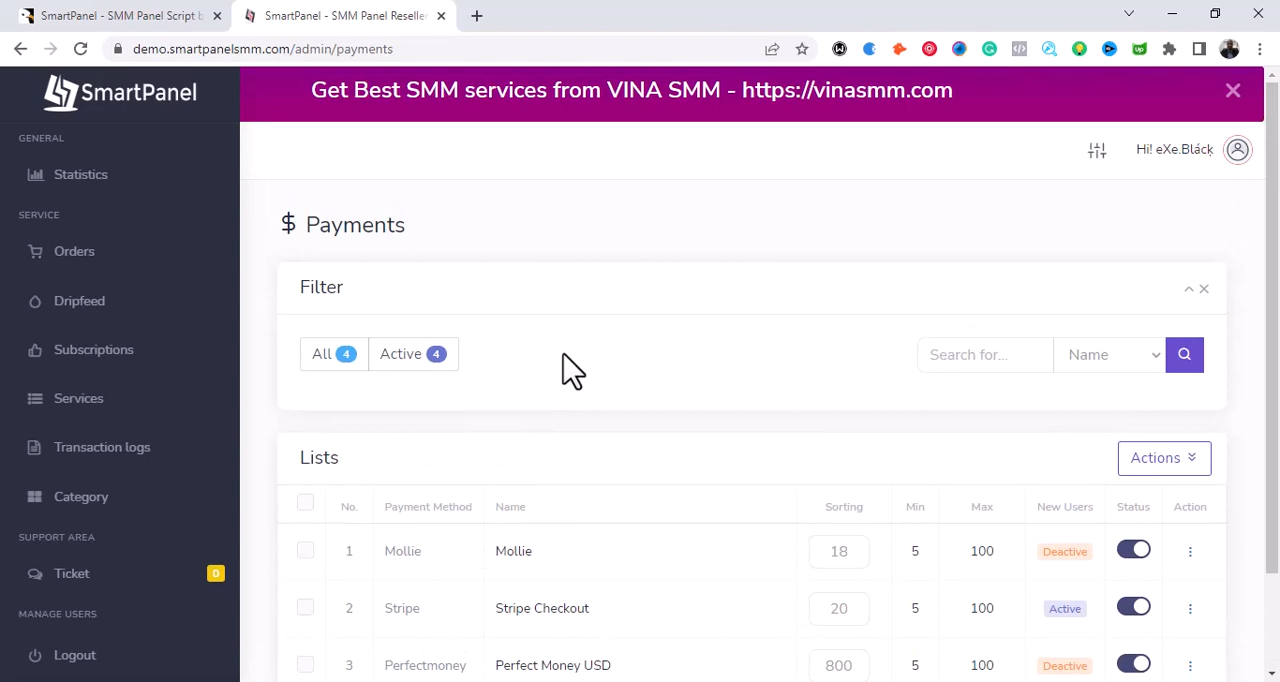 SmartPanel - SMM Panel Script b
SmartPanel - SMM Panel Reseller
demo.smartpanelsmm.com/admin/payments
SmartPanel
Get Best SMM services from VINA SMM - https://vinasmm.com
Hi! eXe.Bláck
GENERAL
Statistics
SERVICE
Orders
Dripfeed
Subscriptions
Services
Transaction logs
Category
SUPPORT AREA
Ticket 0
MANAGE USERS
Logout
$ Payments
Filter
All 4 Active 4
Search for... Name
Lists
Actions
No. Payment Method Name Sorting Min Max New Users Status Action
1 Mollie Mollie 18 5 100 Deactive
2 Stripe Stripe Checkout 20 5 100 Active
3 Perfectmoney Perfect Money USD 800 5 100 Deactive